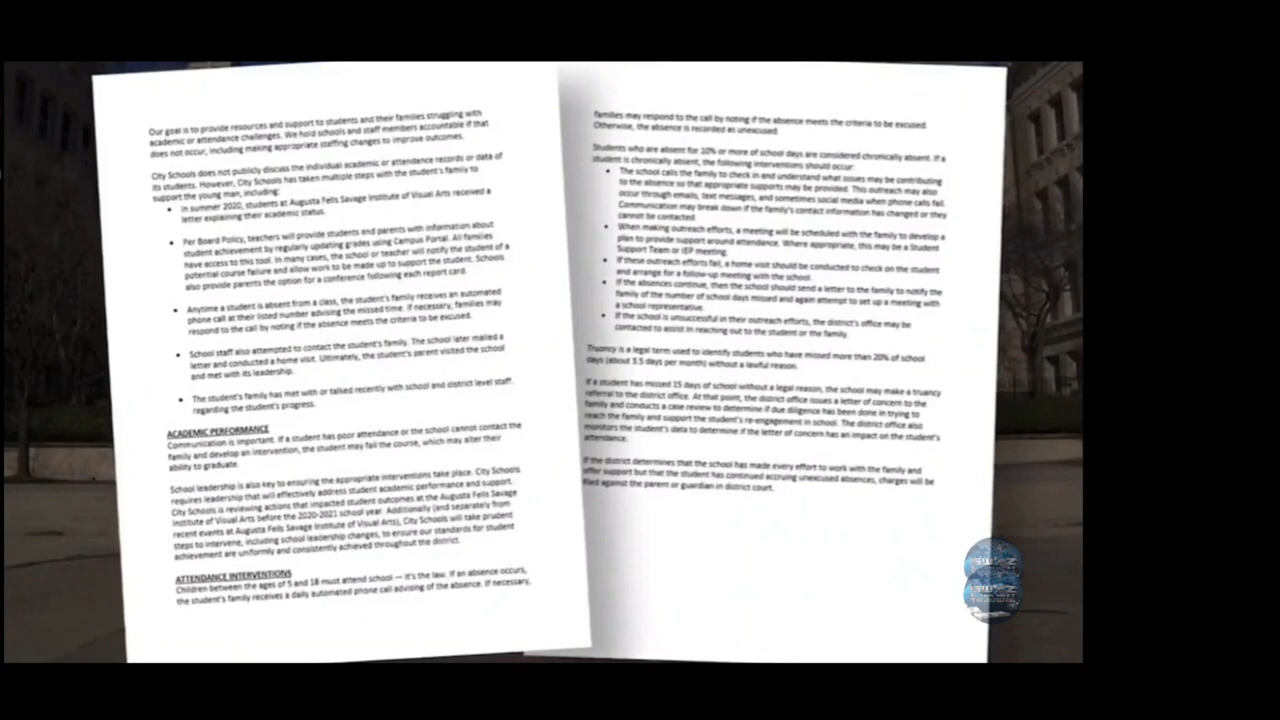 Our goal is to provide resources and support to students and their families struggling with
academic or attendance challenges. We hold schools and staff members accountable if that
does not occur, including making appropriate staffing changes to improve outcomes.
City Schools does not publicly discuss the individual academic or attendance records or data of
its students. However, City Schools has taken multiple steps with the student's family to
support the young man, including:
• In summer 2020, students at Augusta Fells Savage Institute of Visual Arts received a
letter explaining their academic status.
• Per Board Policy, teachers will provide students and parents with information about
student achievement by regularly updating grades using Campus Portal. All families
have access to this tool. In many cases, the school or teacher will notify the student of a
potential course failure and allow work to be made up to support the student. Schools
also provide parents the option for a conference following each report card.
• Anytime a student is absent from a class, the student's family receives an automated
phone call at their listed number advising the missed time. If necessary, families may
respond to the call by noting if the absence meets the criteria to be excused.
• School staff also attempted to contact the student's family. The school later mailed a
letter and conducted a home visit. Ultimately, the student's parent visited the school
and met with its leadership.
• The student's family has met with or talked recently with school and district level staff
regarding the student's progress.
ACADEMIC PERFORMANCE
Communication is important. If a student has poor attendance or the school cannot contact the
family and develop an intervention, the student may fail the course, which may alter their
ability to graduate.
School leadership is also key to ensuring the appropriate interventions take place. City Schools
requires leadership that will effectively address student academic performance and support.
City Schools is reviewing actions that impacted student outcomes at the Augusta Fells Savage
Institute of Visual Arts before the 2020-2021 school year. Additionally (and separately from
recent events at Augusta Fells Savage Institute of Visual Arts), City Schools will take prudent
steps to intervene, including school leadership changes, to ensure our standards for student
achievement are uniformly and consistently achieved throughout the district.
ATTENDANCE INTERVENTIONS
Children between the ages of 5 and 18 must attend school — it's the law. If an absence occurs,
the student's family receives a daily automated phone call advising of the absence. If necessary,
families may respond to the call by noting if the absence meets the criteria to be excused.
Otherwise, the absence is recorded as unexcused.
Students who are absent for 10% or more of school days are considered chronically absent. If a
student is chronically absent, the following interventions should occur:
• The school calls the family to check in and understand what issues may be contributing
to the absence so that appropriate supports may be provided. This outreach may also
occur through emails, text messages, and sometimes social media when phone calls fail.
Communication may break down if the family's contact information has changed or they
cannot be contacted.
• When making outreach efforts, a meeting will be scheduled with the family to develop a
plan to provide support around attendance. Where appropriate, this may be a Student
Support Team or IEP meeting.
• If these outreach efforts fail, a home visit should be conducted to check on the student
and arrange for a follow-up meeting with the school.
• If the absences continue, then the school should send a letter to the family to notify the
family of the number of school days missed and again attempt to set up a meeting with
a school representative.
• If the school is unsuccessful in their outreach efforts, the district's office may be
contacted to assist in reaching out to the student or the family.
Truancy is a legal term used to identify students who have missed more than 20% of school
days (about 3.5 days per month) without a lawful reason.
If a student has missed 15 days of school without a legal reason, the school may make a truancy
referral to the district office. At that point, the district office issues a letter of concern to the
family and conducts a case review to determine if due diligence has been done in trying to
reach the family and support the student's re-engagement in school. The district office also
monitors the student's data to determine if the letter of concern has an impact on the student's
attendance.
If the district determines that the school has made every effort to work with the family and
offer support but that the student has continued accruing unexcused absences, charges will be
filed against the parent or guardian in district court.